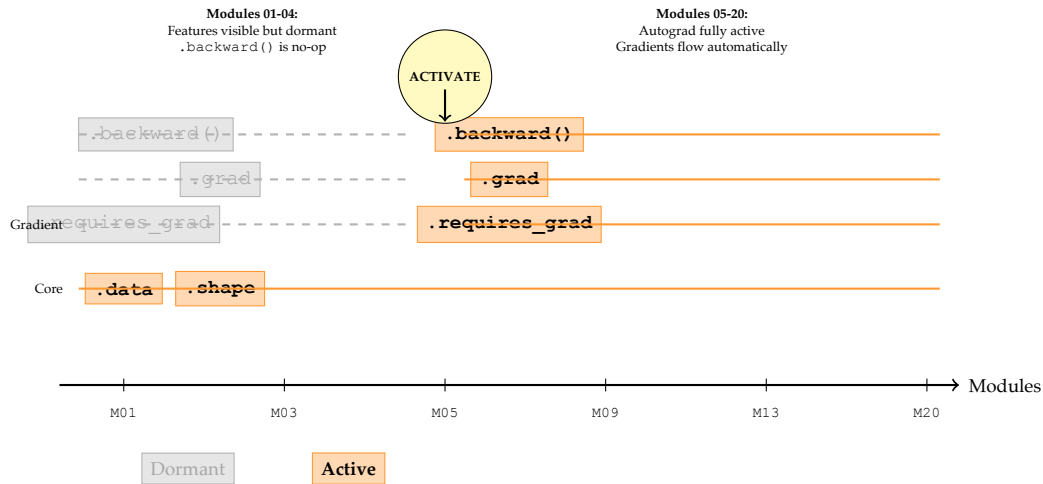 Modules 01-04:
Features visible but dormant
.backward() is no-op
Modules 05-20:
Autograd fully active
Gradients flow automatically
ACTIVATE
.backward()
.backward()
.grad
.grad
Gradient
.requires_grad
.requires_grad
Core
.data
.shape
Modules
M01
M03
M05
M09
M13
M20
Dormant
Active